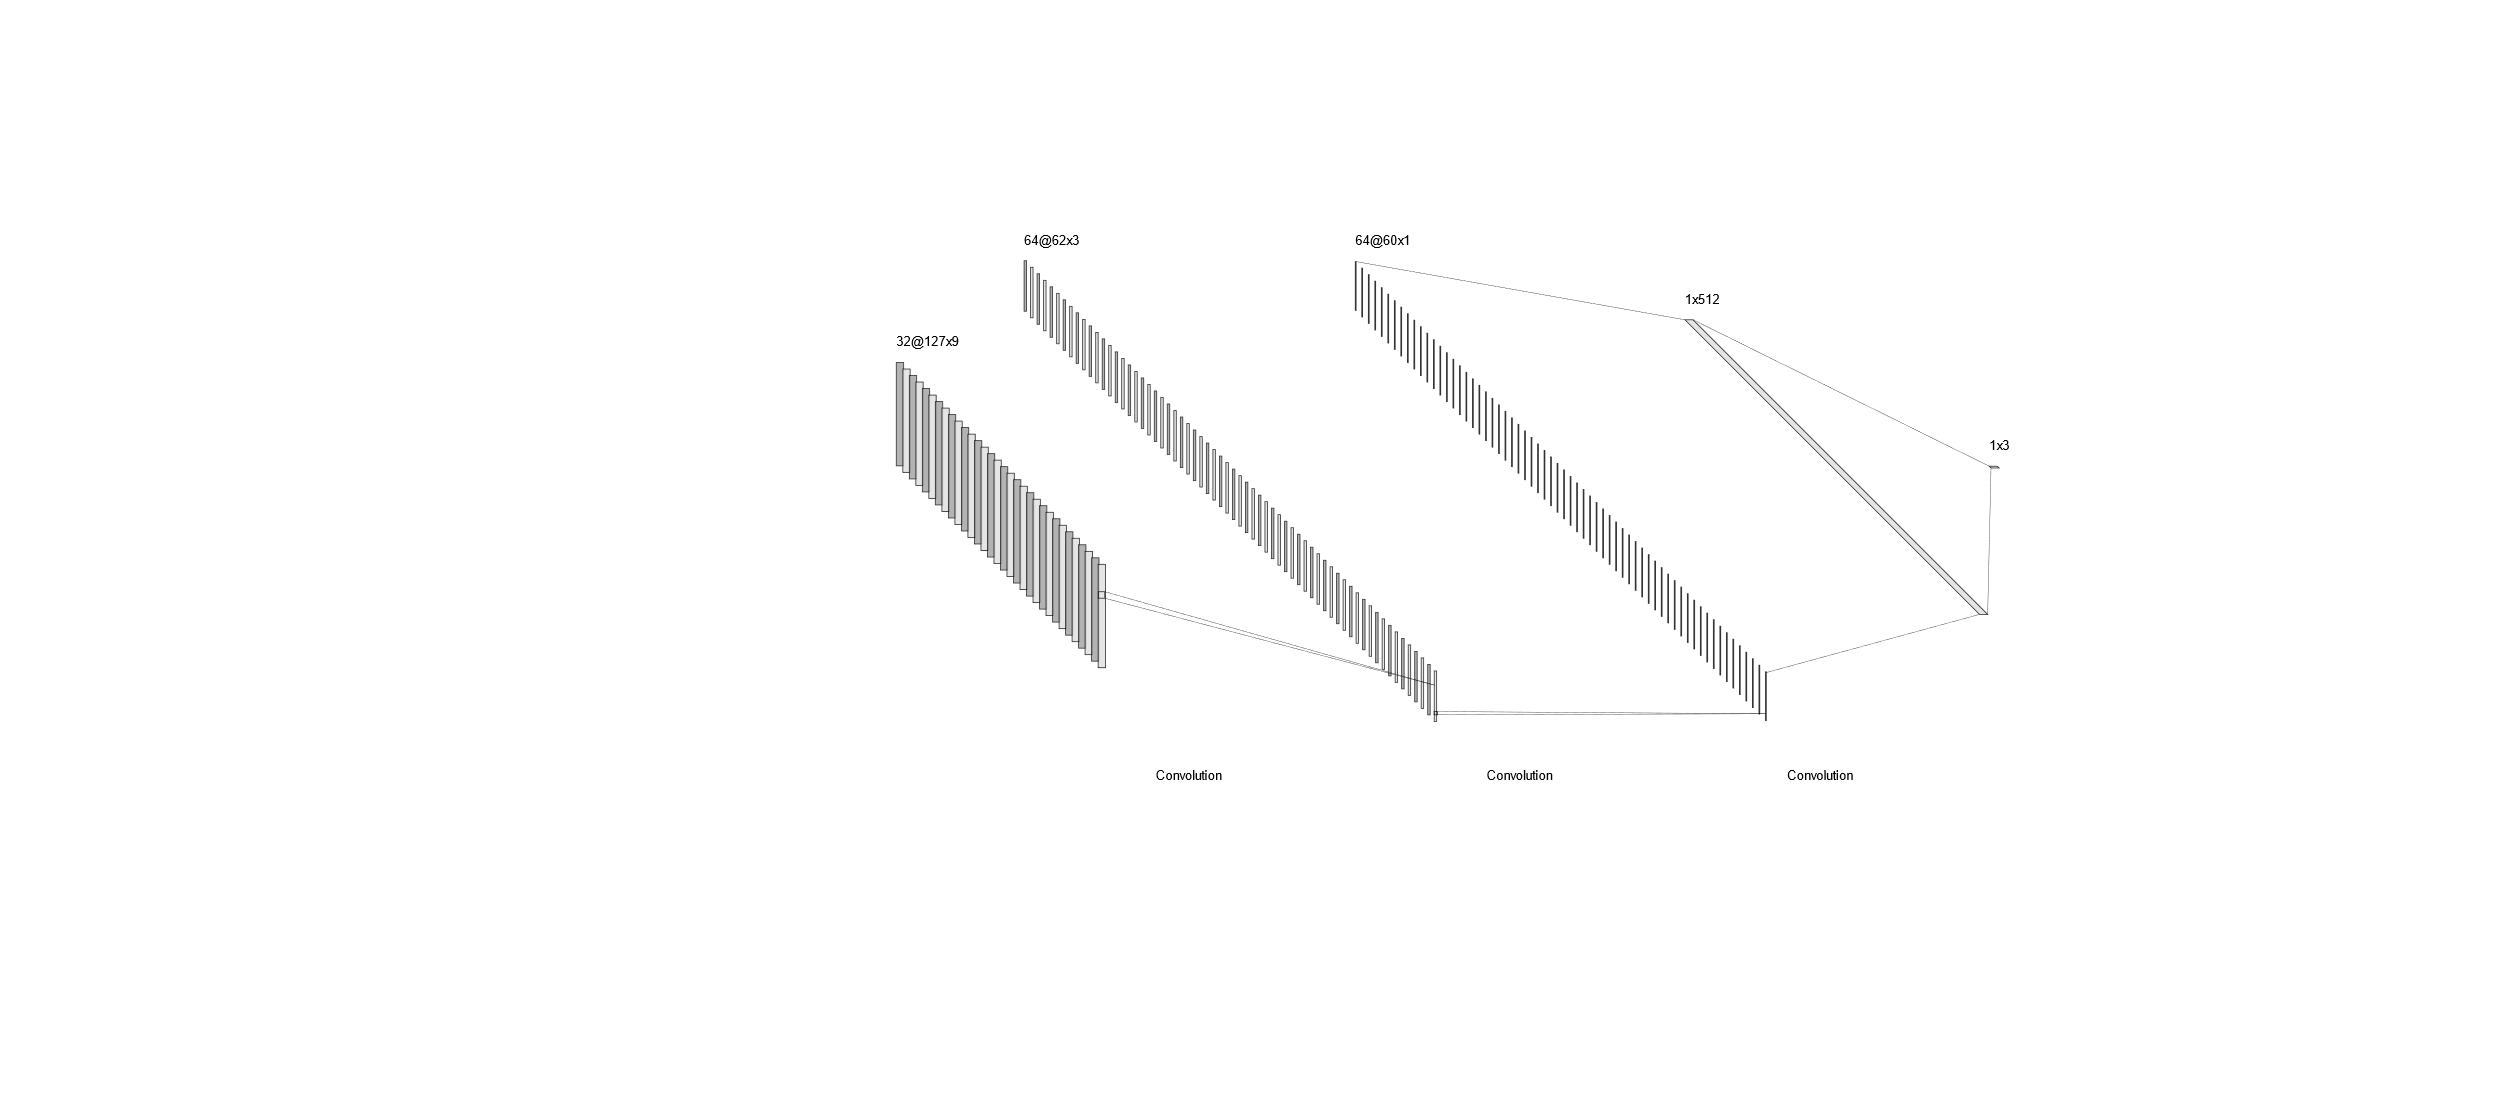 64@62x3
64@60x1
1x512
32@127x9
1x3
Convolution
Convolution
Convolution